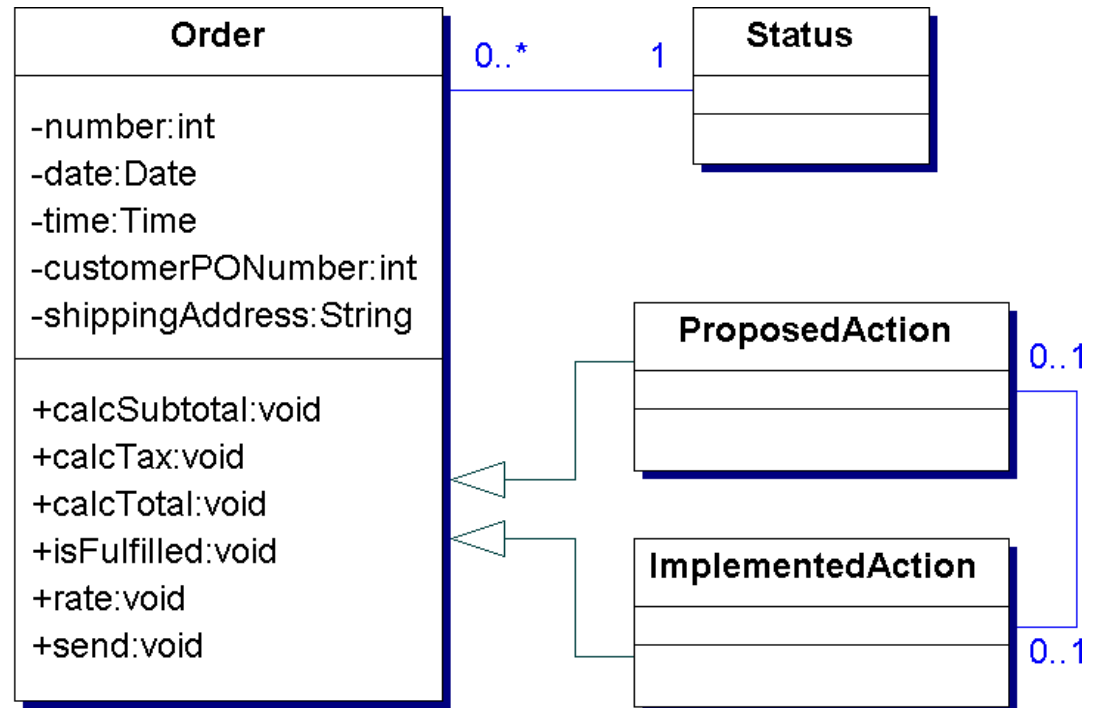 Order
-number:int
-date:Date
-time:Time
-customerPONumber:int
-shippingAddress:String
+calcSubtotal:void
+calcTax:void
+calcTotal:void
+isFulfilled:void
+rate:void
+send:void
0..*
1
Status
ProposedAction
0..1
ImplementedAction
0..1